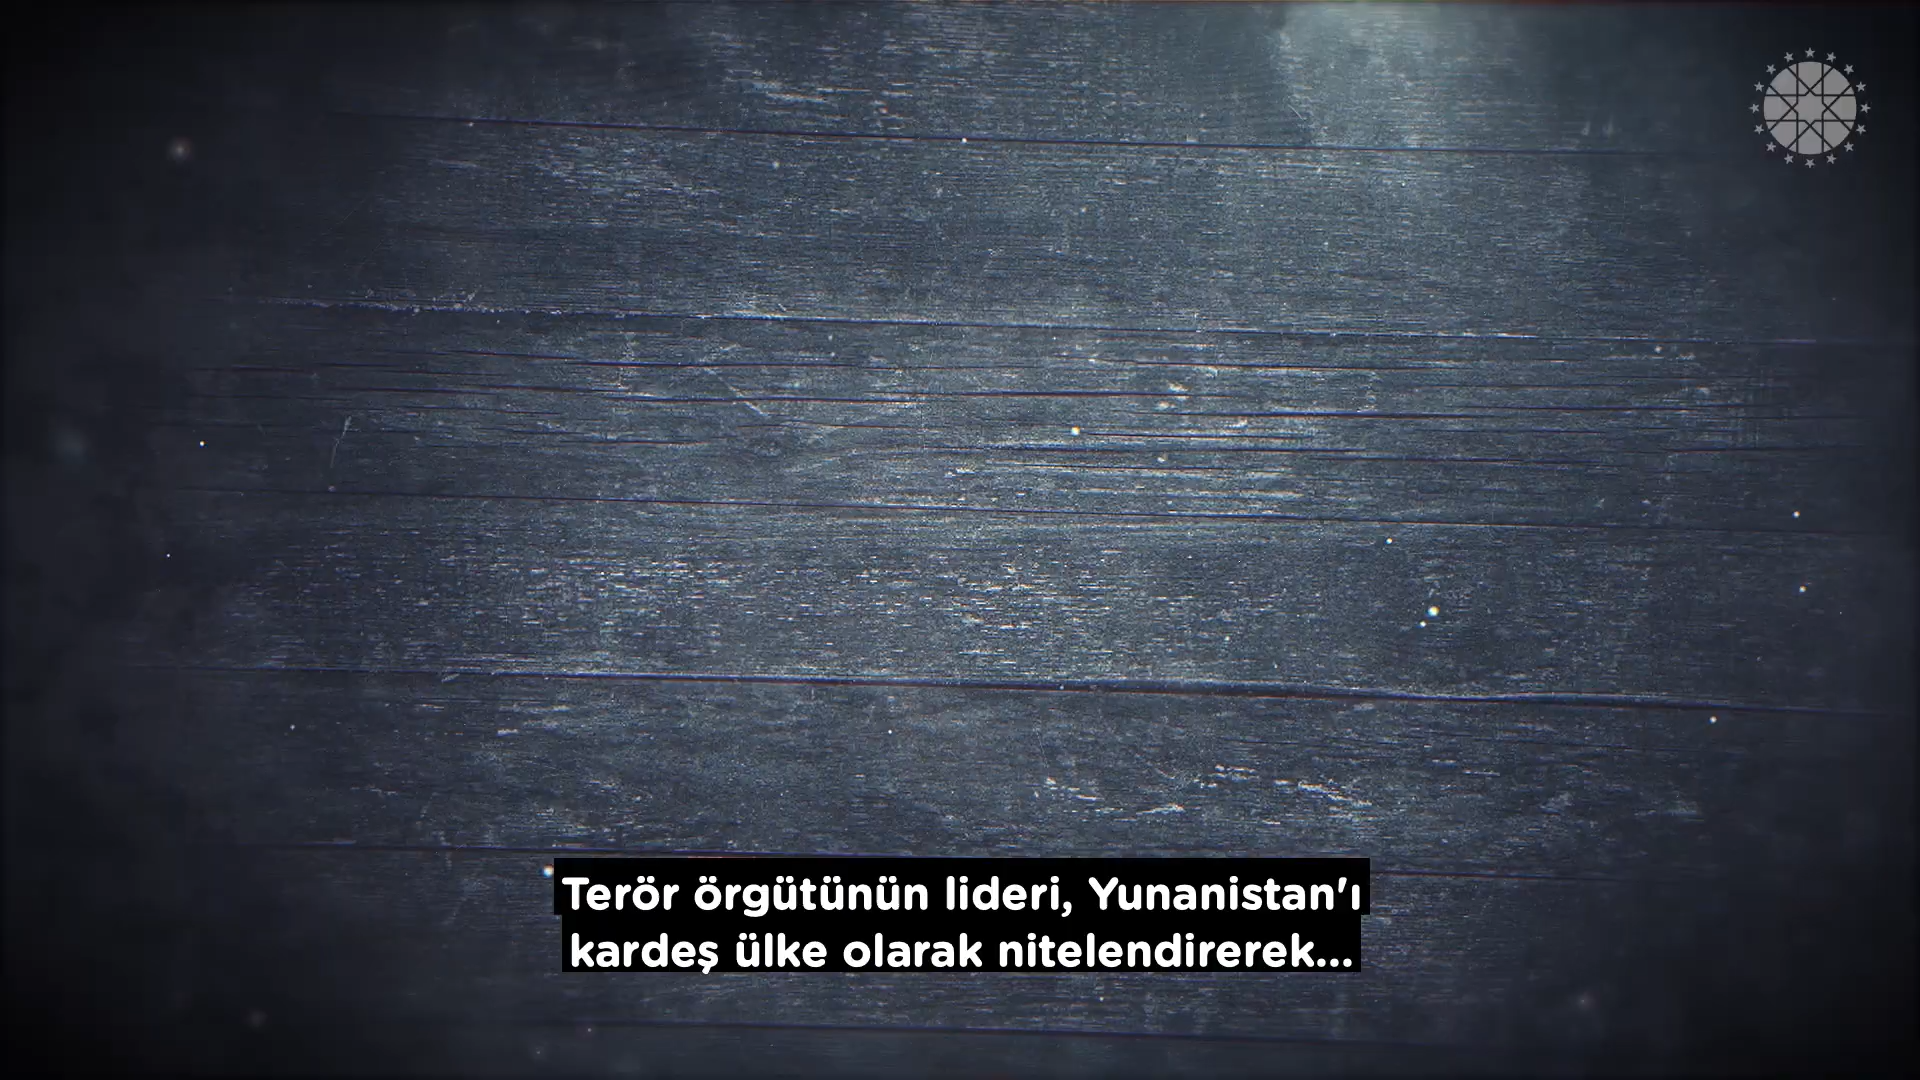 Terör örgütünün lideri, Yunanistan'ı
kardeş ülke olarak nitelendirerek...